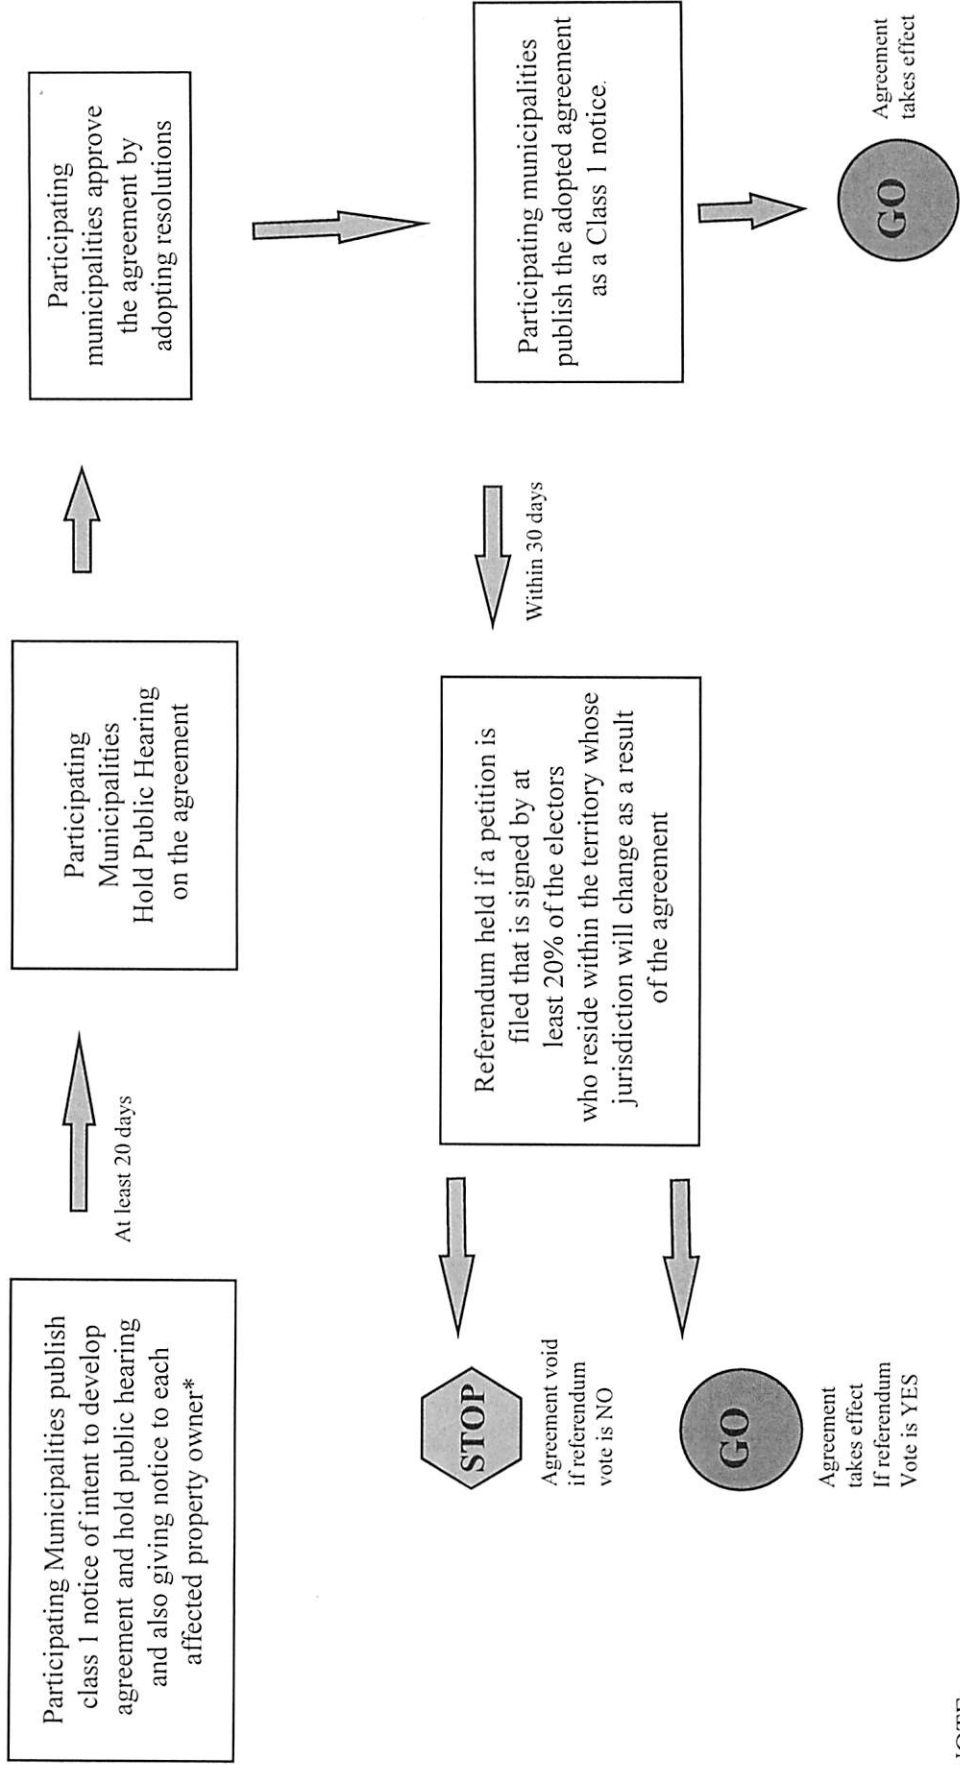 Participating Municipalities publish
class 1 notice of intent to develop
agreement and hold public hearing
and also giving notice to each
affected property owner*
At least 20 days
Participating
Municipalities
Hold Public Hearing
on the agreement
Participating
municipalities approve
the agreement by
adopting resolutions
Participating municipalities
publish the adopted agreement
as a Class 1 notice.
GO
Agreement
takes effect
Within 30 days
Referendum held if a petition is
filed that is signed by at
least 20% of the electors
who reside within the territory whose
jurisdiction will change as a result
of the agreement
STOP
Agreement void
if referendum
vote is NO
GO
Agreement
takes effect
If referendum
Vote is YES